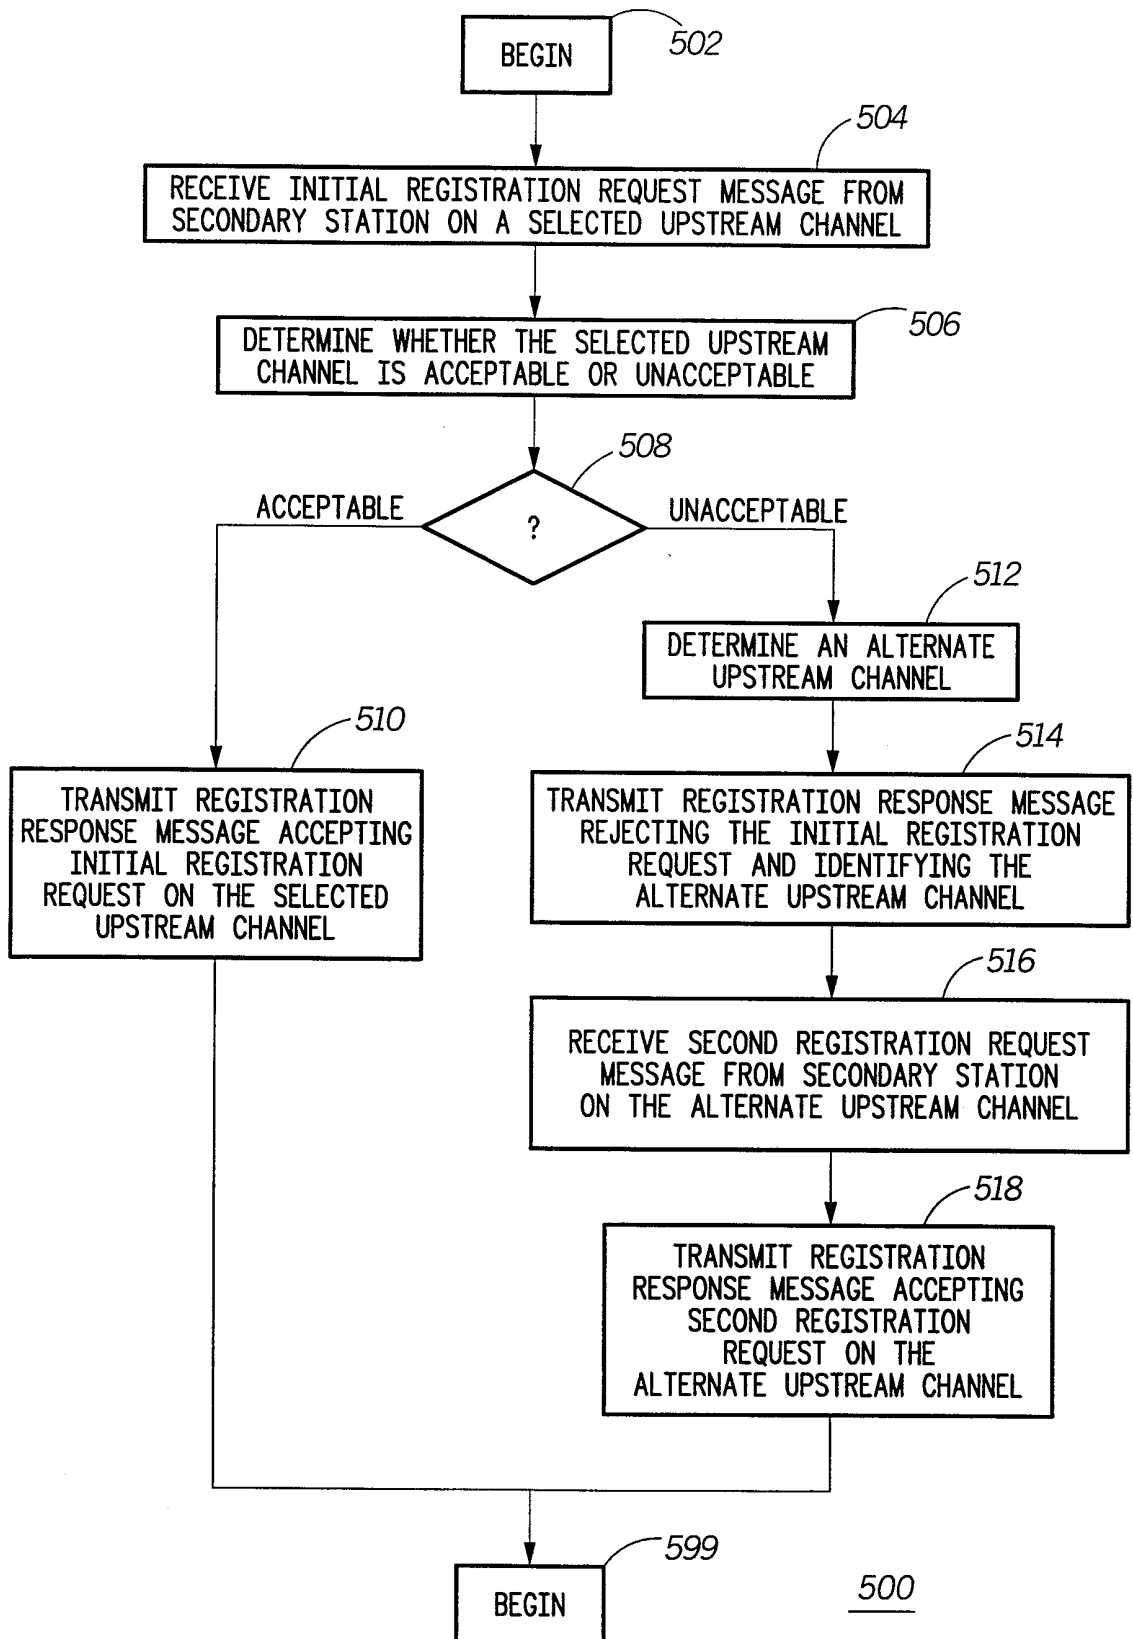 BEGIN
502
504
RECEIVE INITIAL REGISTRATION REQUEST MESSAGE FROM
SECONDARY STATION ON A SELECTED UPSTREAM CHANNEL
506
DETERMINE WHETHER THE SELECTED UPSTREAM
CHANNEL IS ACCEPTABLE OR UNACCEPTABLE
508
ACCEPTABLE
?
UNACCEPTABLE
512
DETERMINE AN ALTERNATE
UPSTREAM CHANNEL
510
TRANSMIT REGISTRATION
RESPONSE MESSAGE ACCEPTING
INITIAL REGISTRATION
REQUEST ON THE SELECTED
UPSTREAM CHANNEL
514
TRANSMIT REGISTRATION RESPONSE MESSAGE
REJECTING THE INITIAL REGISTRATION
REQUEST AND IDENTIFYING THE
ALTERNATE UPSTREAM CHANNEL
516
RECEIVE SECOND REGISTRATION REQUEST
MESSAGE FROM SECONDARY STATION
ON THE ALTERNATE UPSTREAM CHANNEL
518
TRANSMIT REGISTRATION
RESPONSE MESSAGE ACCEPTING
SECOND REGISTRATION
REQUEST ON THE
ALTERNATE UPSTREAM CHANNEL
599
BEGIN
500